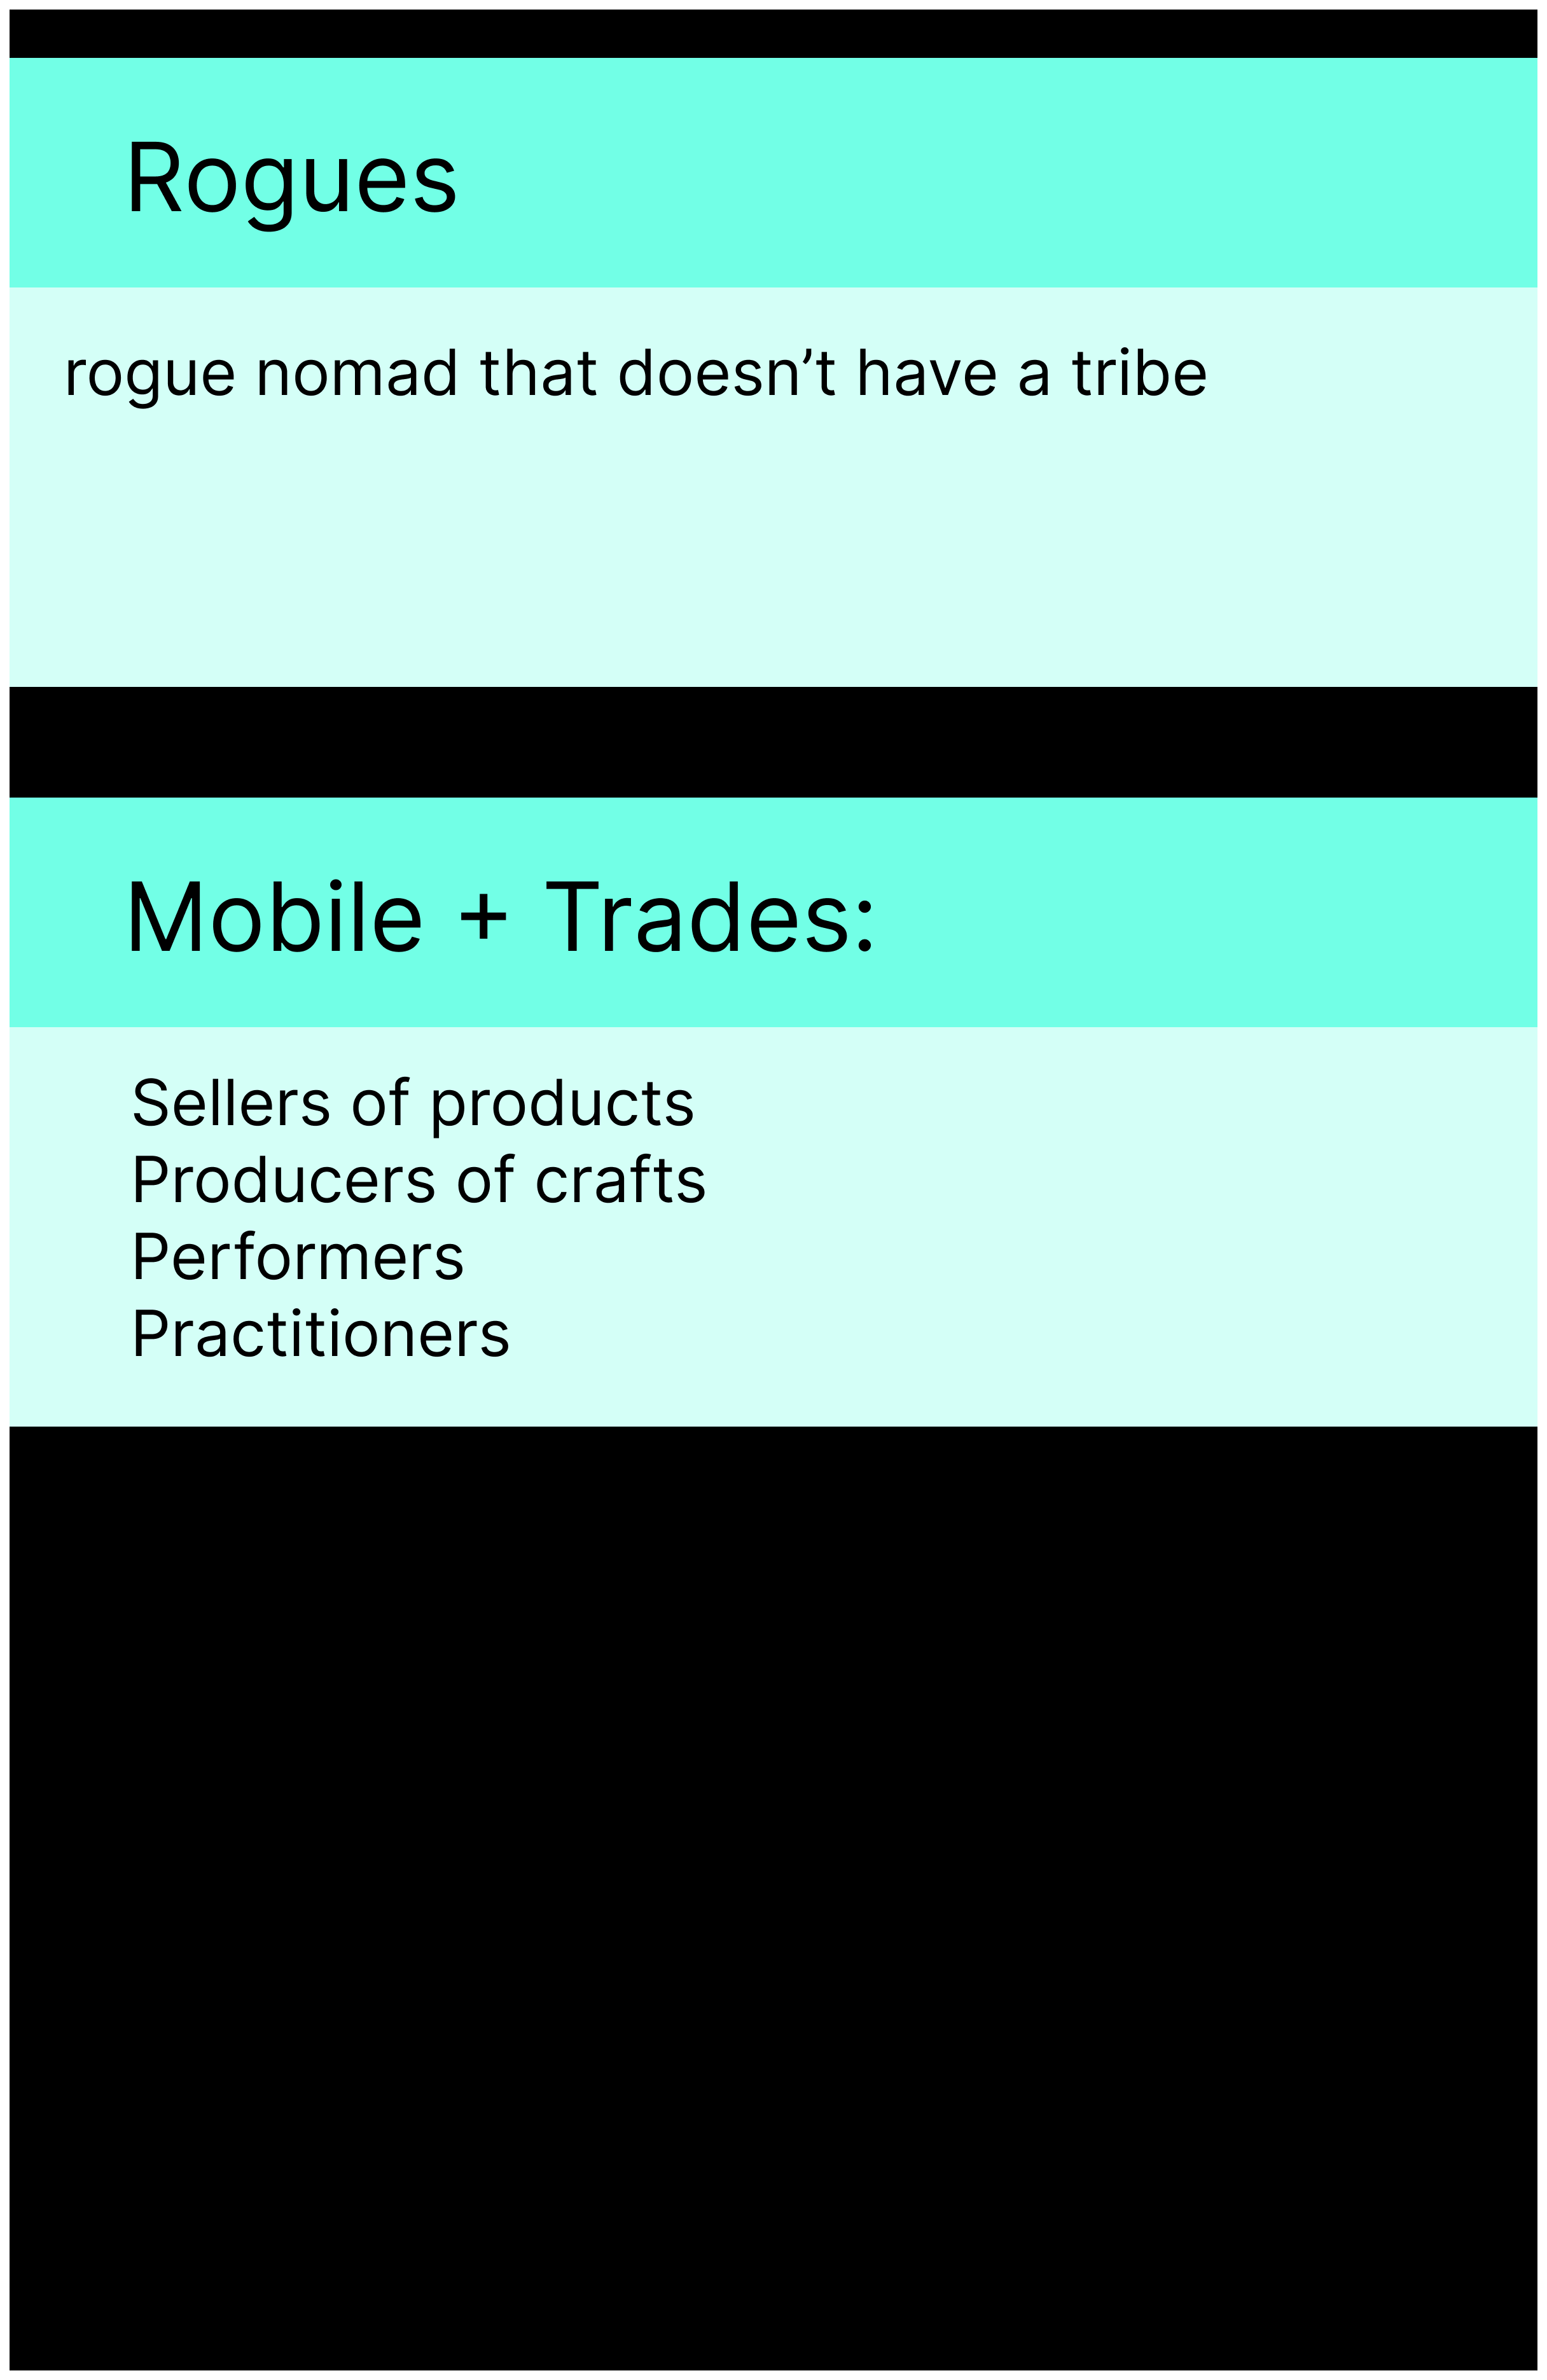 Rogues
rogue nomad that doesn’t have a tribe
Mobile + Trades:
Sellers of products
Producers of crafts
Performers
Practitioners